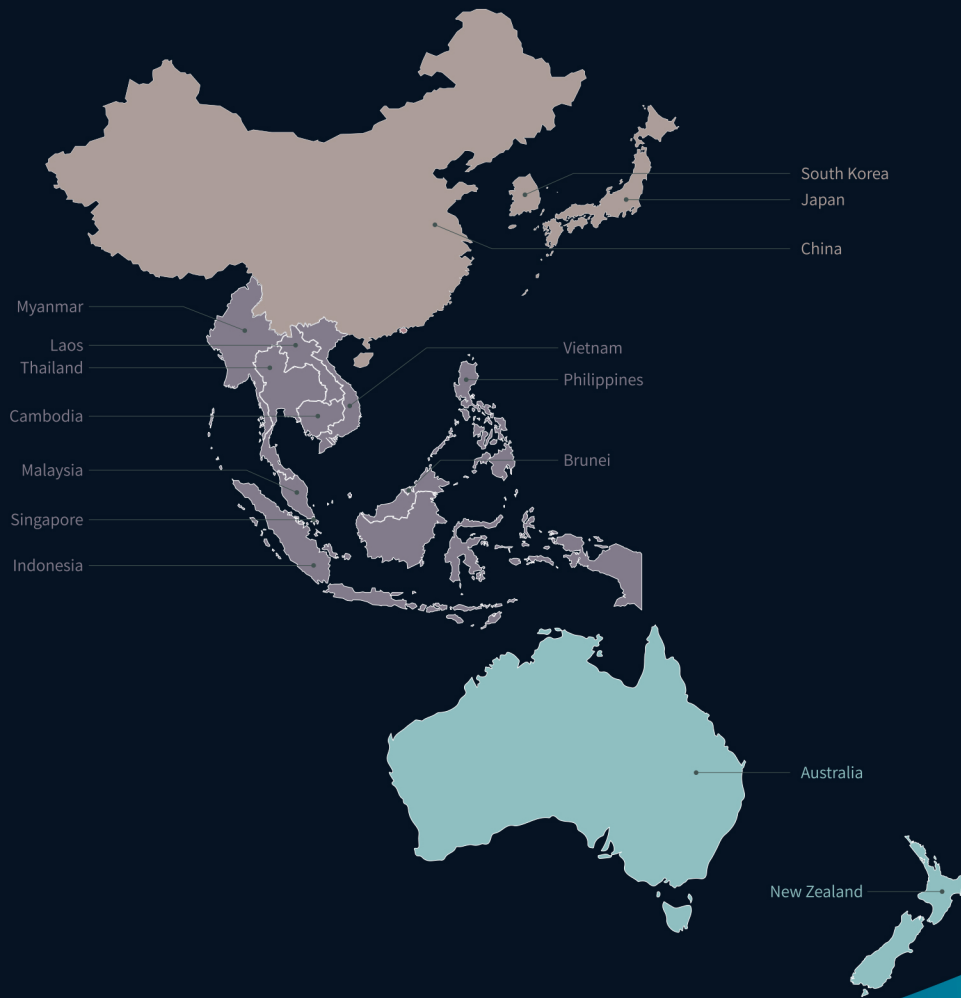 South Korea
Japan
China
Myanmar
Laos
Thailand
Cambodia
Malaysia
Singapore
Indonesia
Vietnam
Philippines
Brunei
Australia
New Zealand